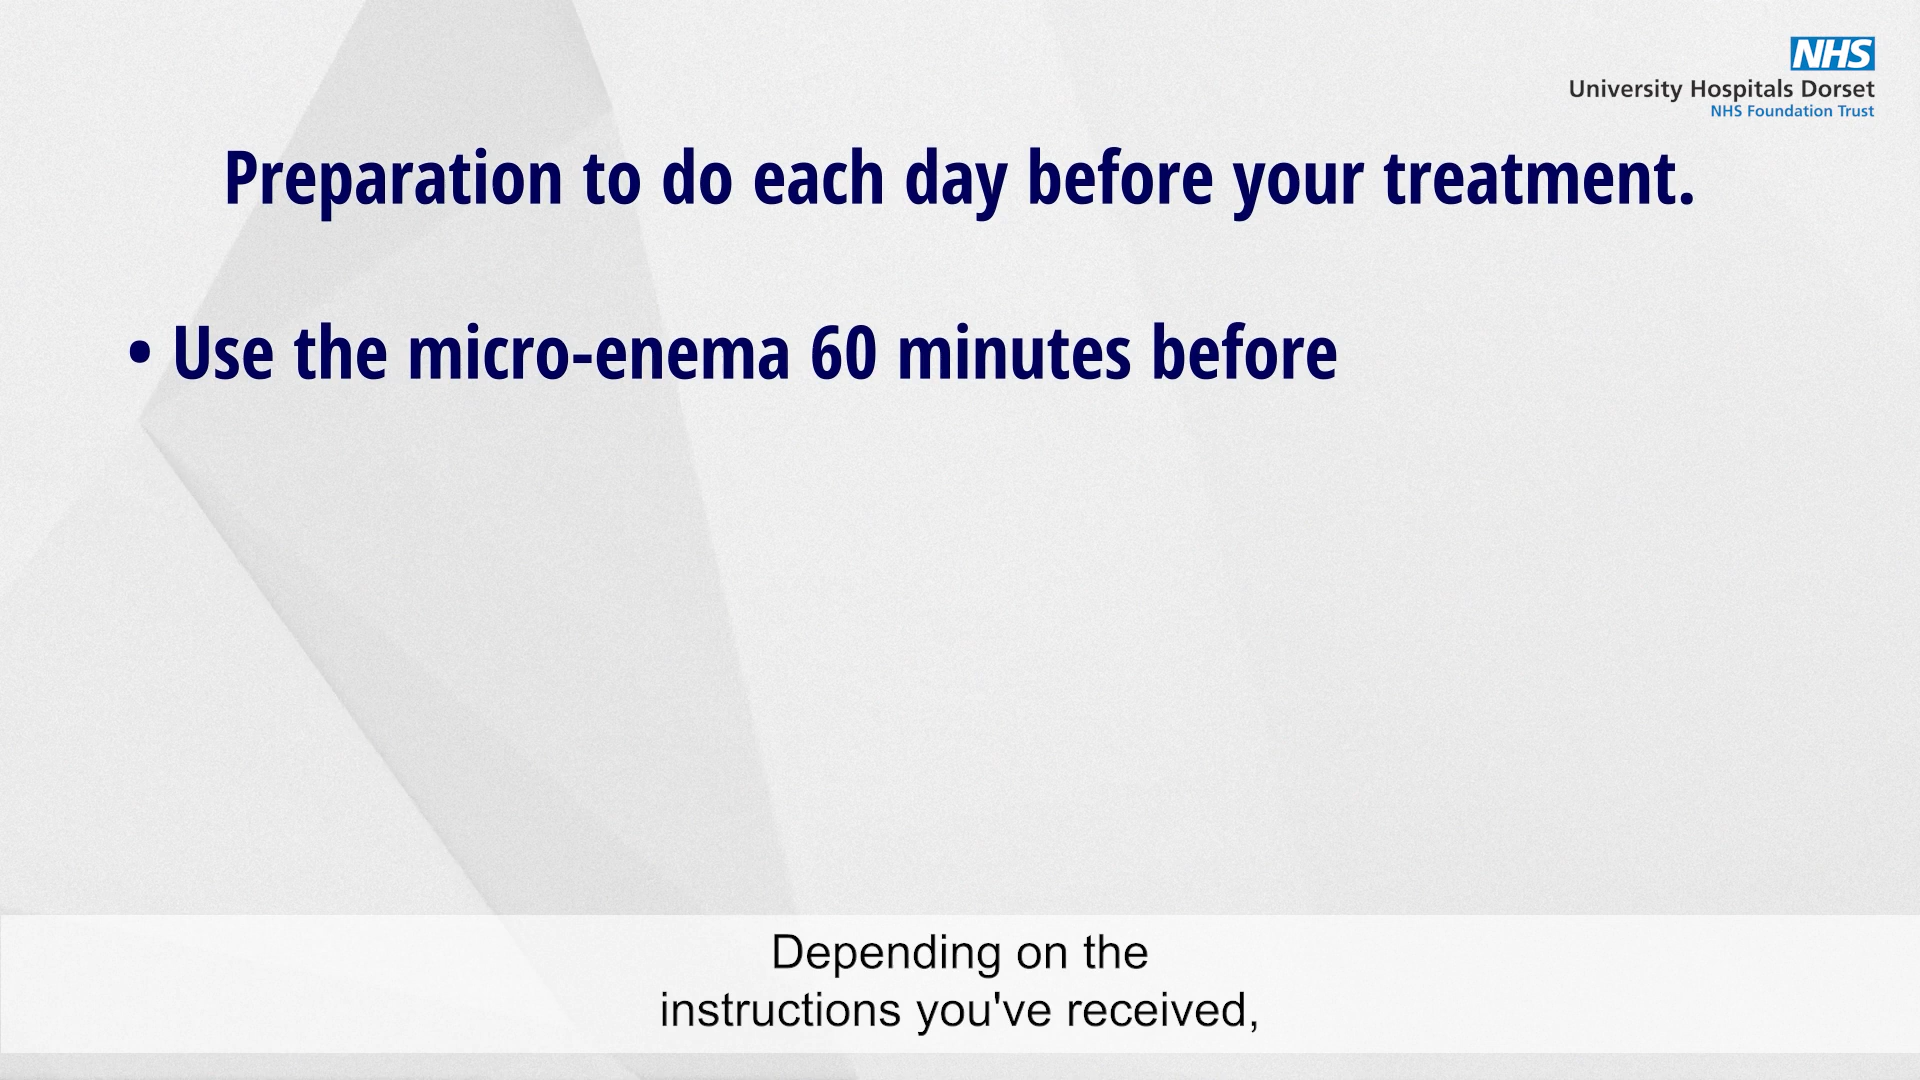 NHS
University Hospitals Dorset
NHS Foundation Trust
Preparation to do each day before your treatment.
• Use the micro-enema 60 minutes before
Depending on the
instructions you've received,